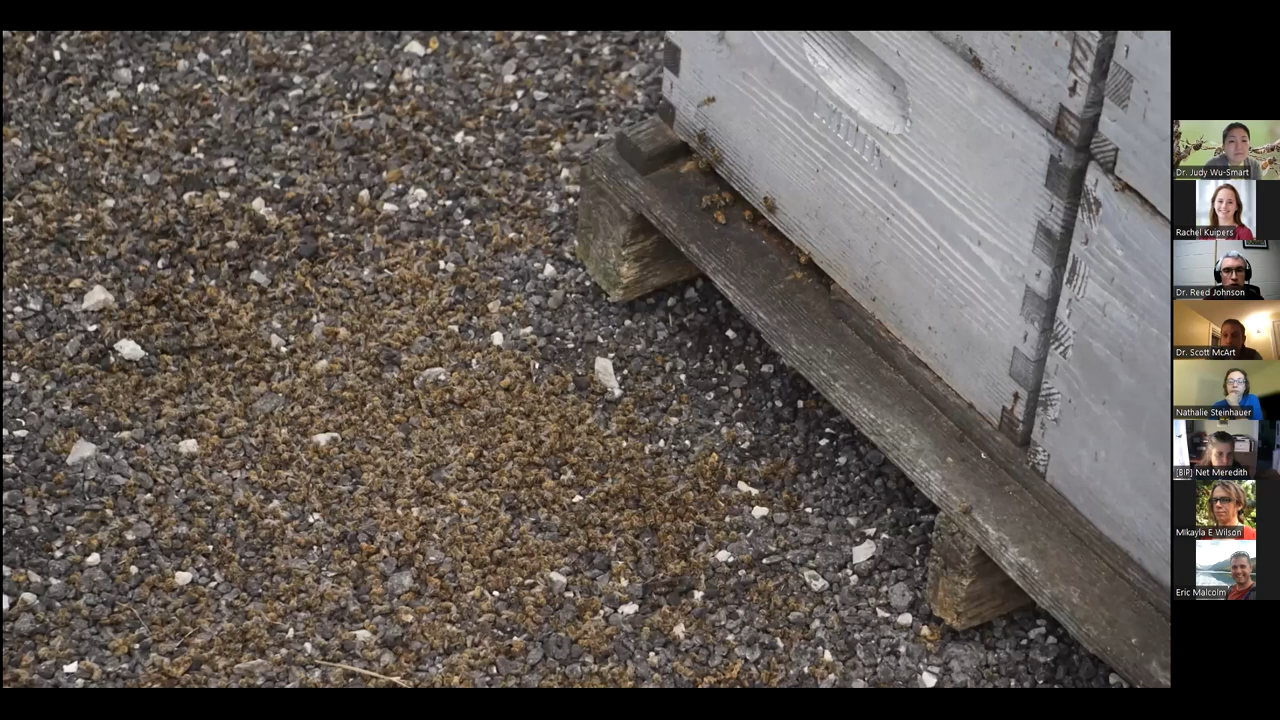 Dr. Judy Wu-Smart
Rachel Kuipers
Dr. Reed Johnson
Dr. Scott McArt
Nathalie Steinhauer
[BIP] Net Meredith
Mikayla E Wilson
Eric Malcolm